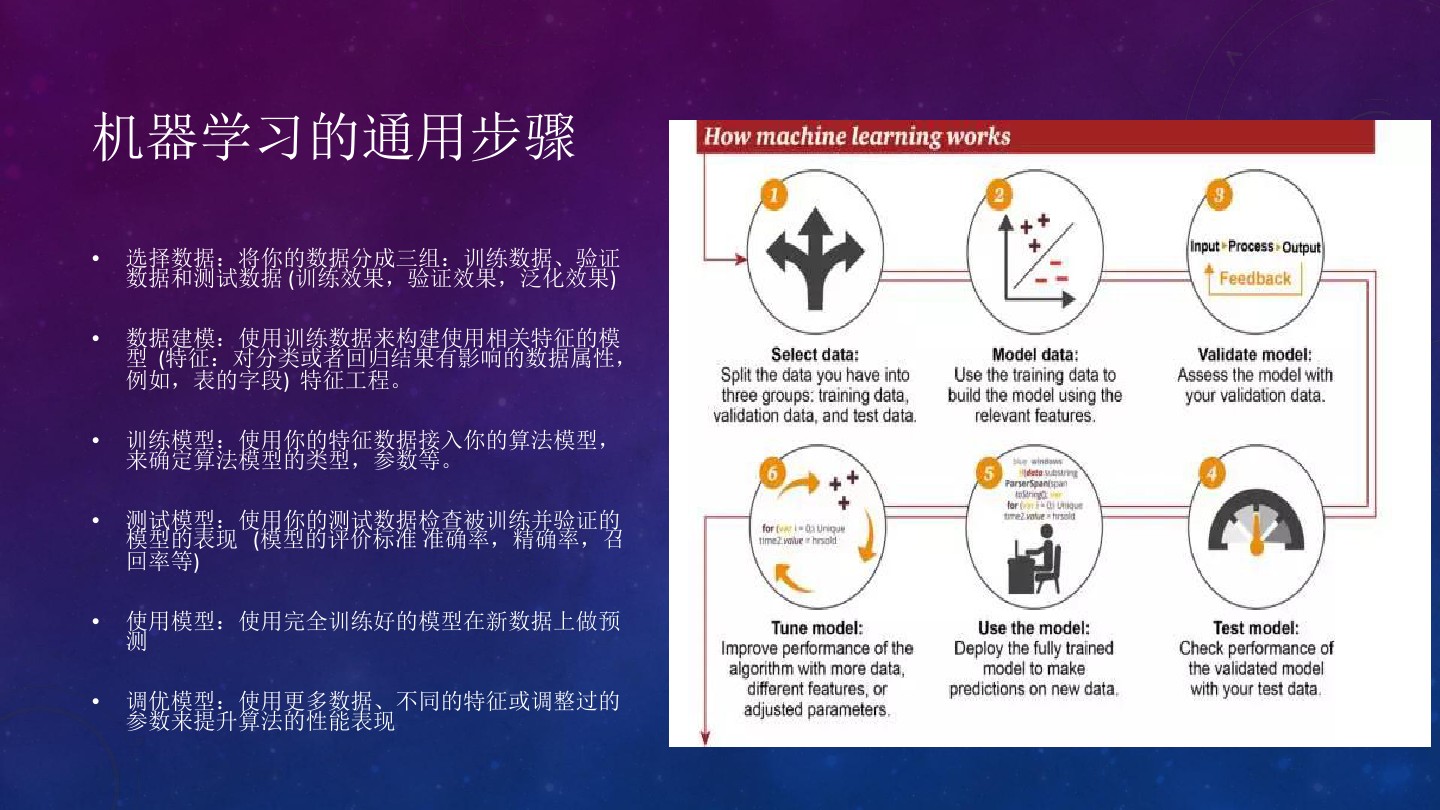 机器学习的通用步骤
• 选择数据：将你的数据分成三组：训练数据、验证
数据和测试数据 (训练效果，验证效果，泛化效果)
• 数据建模：使用训练数据来构建使用相关特征的模
型 (特征：对分类或者回归结果有影响的数据属性，
例如，表的字段) 特征工程。
• 训练模型：使用你的特征数据接入你的算法模型，
来确定算法模型的类型，参数等。
• 测试模型：使用你的测试数据检查被训练并验证的
模型的表现 (模型的评价标准 准确率，精确率，召
回率等)
• 使用模型：使用完全训练好的模型在新数据上做预
测
• 调优模型：使用更多数据、不同的特征或调整过的
参数来提升算法的性能表现
How machine learning works
1
Select data:
Split the data you have into
three groups: training data,
validation data, and test data.
2
Model data:
Use the training data to
build the model using the
relevant features.
3
Input Process Output
Feedback
Validate model:
Assess the model with
your validation data.
4
Test model:
Check performance of
the validated model
with your test data.
5
blue windows
data.substring
ParserSpan(span
toString();
for (var i = 0;) Unique
time2.value = hrsold
Use the model:
Deploy the fully trained
model to make
predictions on new data.
6
for (var i = 0;) Unique
time2.value = hrsold
Tune model:
Improve performance of the
algorithm with more data,
different features, or
adjusted parameters.